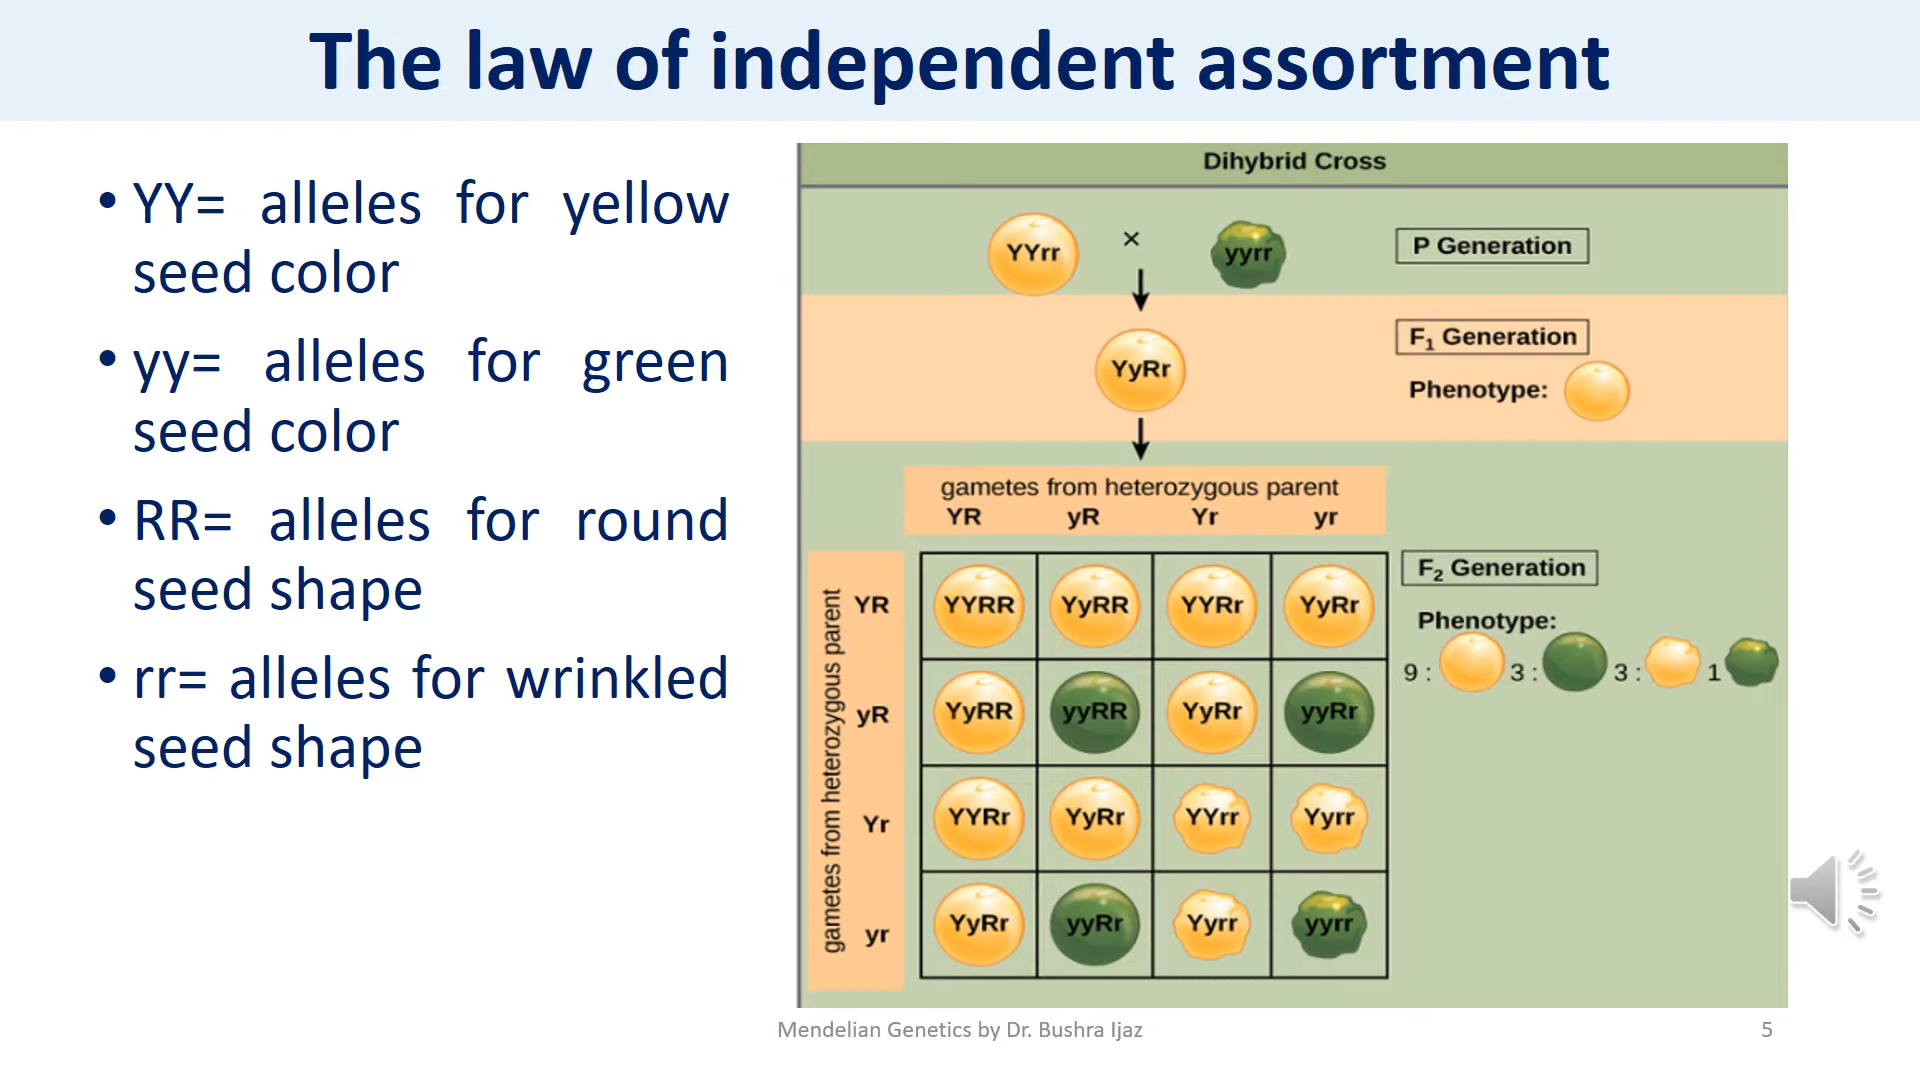 The law of independent assortment
• YY= alleles for yellow
seed color
• yy= alleles for green
seed color
• RR= alleles for round
seed shape
• rr= alleles for wrinkled
seed shape
Dihybrid Cross
YYrr × yyrr
P Generation
YyRr
F₁ Generation
Phenotype:
gametes from heterozygous parent
YR yR Yr yr
gametes from heterozygous parent
YR YYRR YyRR YYRr YyRr
yR YyRR yyRR YyRr yyRr
Yr YYRr YyRr YYrr Yyrr
yr YyRr yyRr Yyrr yyrr
F₂ Generation
Phenotype:
9 : 3 : 3 : 1
Mendelian Genetics by Dr. Bushra Ijaz
5